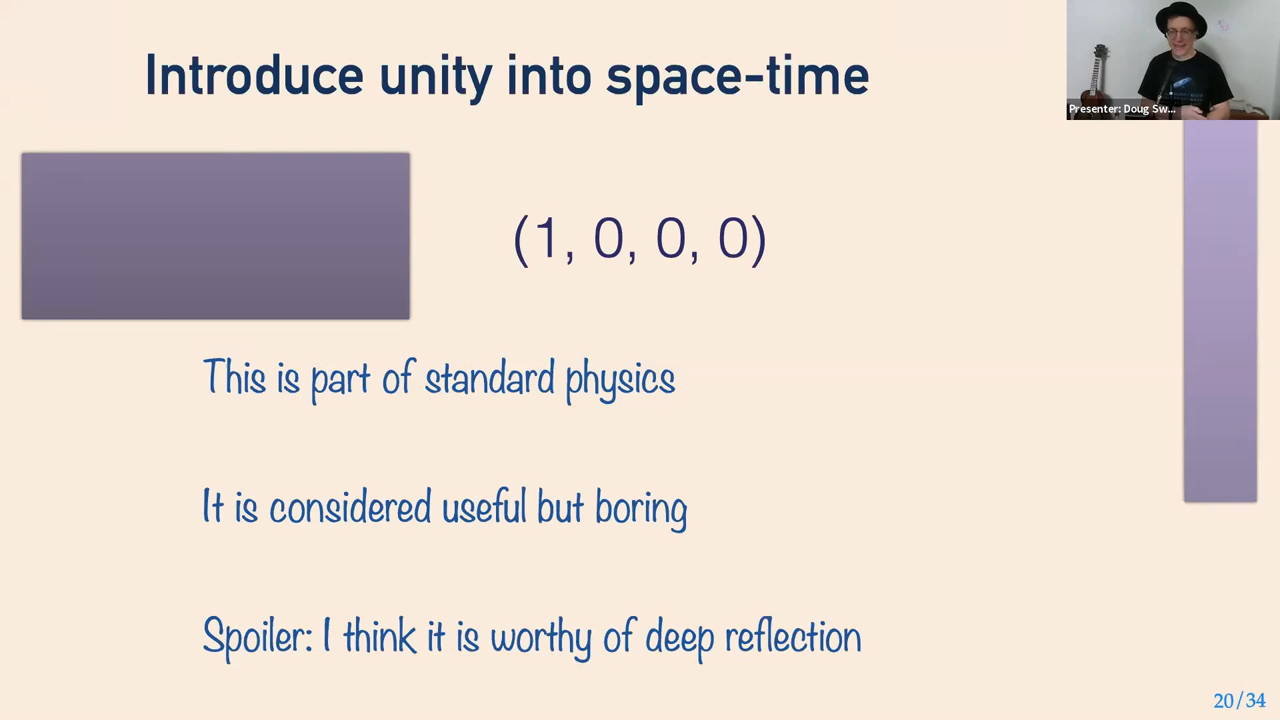 Introduce unity into space-time
Presenter: Doug Sw...
(1, 0, 0, 0)
This is part of standard physics
It is considered useful but boring
Spoiler: I think it is worthy of deep reflection
20/34